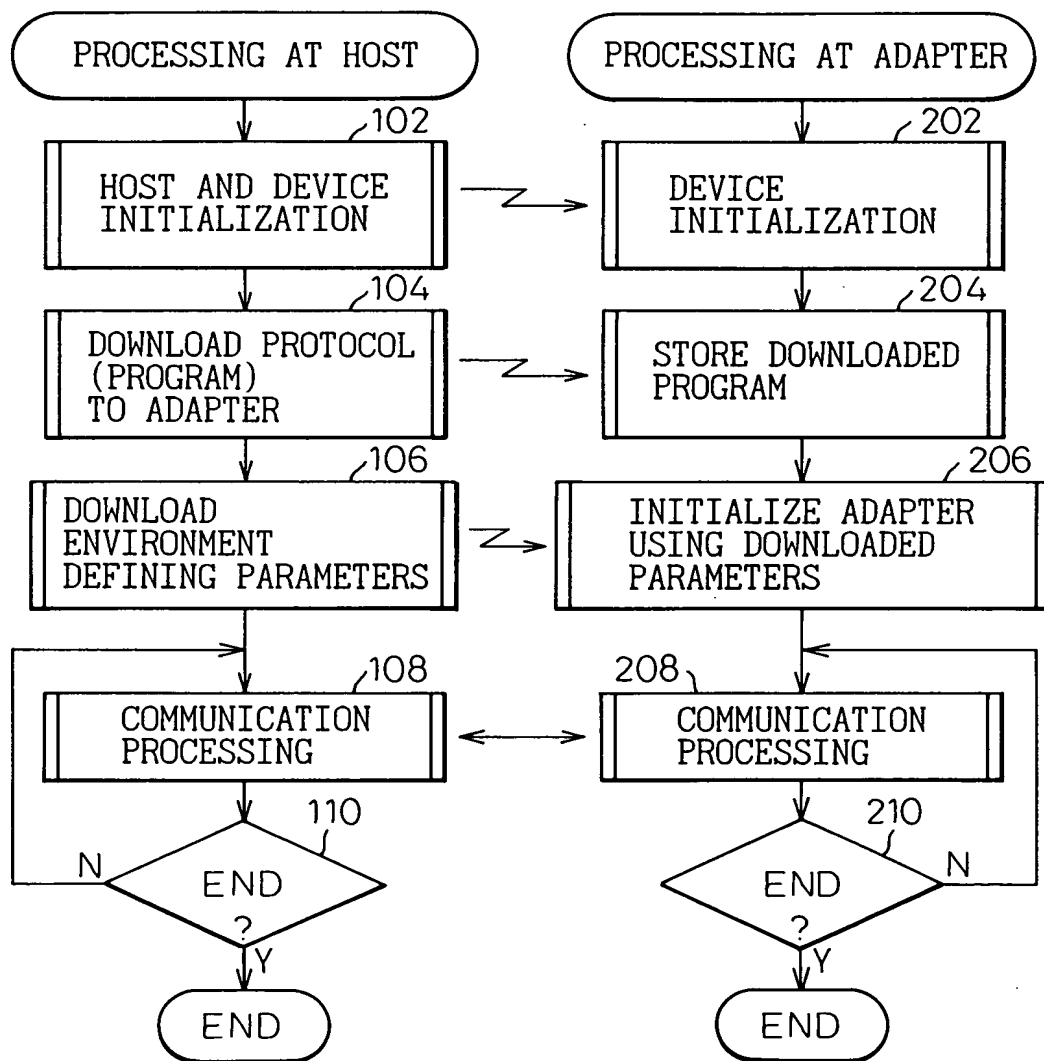 PROCESSING AT HOST
PROCESSING AT ADAPTER
102
202
HOST AND DEVICE
INITIALIZATION
DEVICE
INITIALIZATION
104
204
DOWNLOAD PROTOCOL
(PROGRAM)
TO ADAPTER
STORE DOWNLOADED
PROGRAM
106
206
DOWNLOAD
ENVIRONMENT
DEFINING PARAMETERS
INITIALIZE ADAPTER
USING DOWNLOADED
PARAMETERS
108
208
COMMUNICATION
PROCESSING
COMMUNICATION
PROCESSING
110
210
N
END
?
Y
END
?
N
Y
END
END